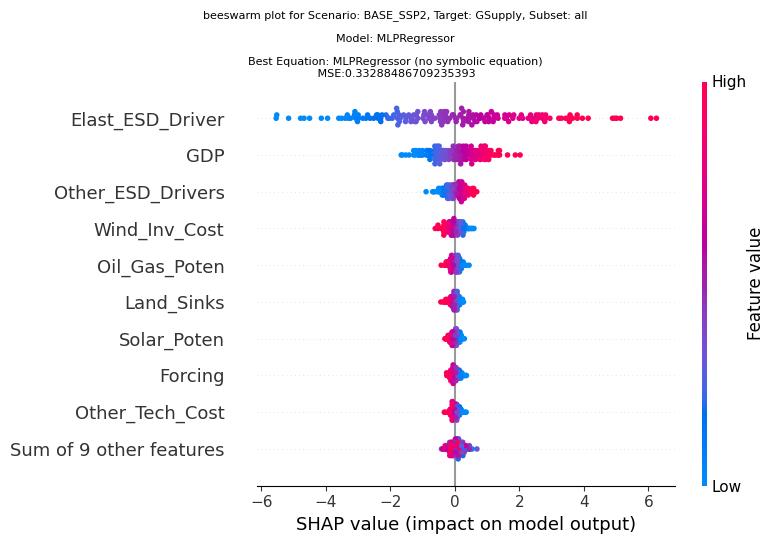 beeswarm plot for Scenario: BASE_SSP2, Target: GSupply, Subset: all
Model: MLPRegressor
Best Equation: MLPRegressor (no symbolic equation)
MSE:0.33288486709235393
High
Elast_ESD_Driver
GDP
Other_ESD_Drivers
Wind_Inv_Cost
Oil_Gas_Poten
Land_Sinks
Solar_Poten
Forcing
Other_Tech_Cost
Sum of 9 other features
Feature value
Low
−6 −4 −2 0 2 4 6
SHAP value (impact on model output)